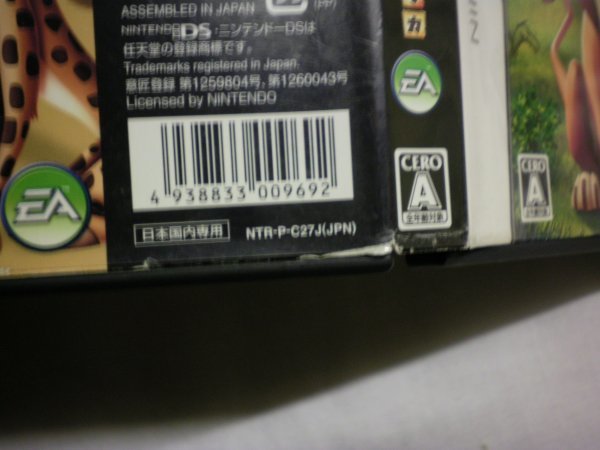 ASSEMBLED IN JAPAN
NINTENDO DS・ニンテンドーDSは
任天堂の登録商標です。
Trademarks registered in Japan.
意匠登録 第1259804号, 第1260043号
Licensed by NINTENDO
4 938833 009692
日本国内専用
NTR-P-C27J(JPN)
EA
EA
CERO
A
全年齢対象
CERO
A